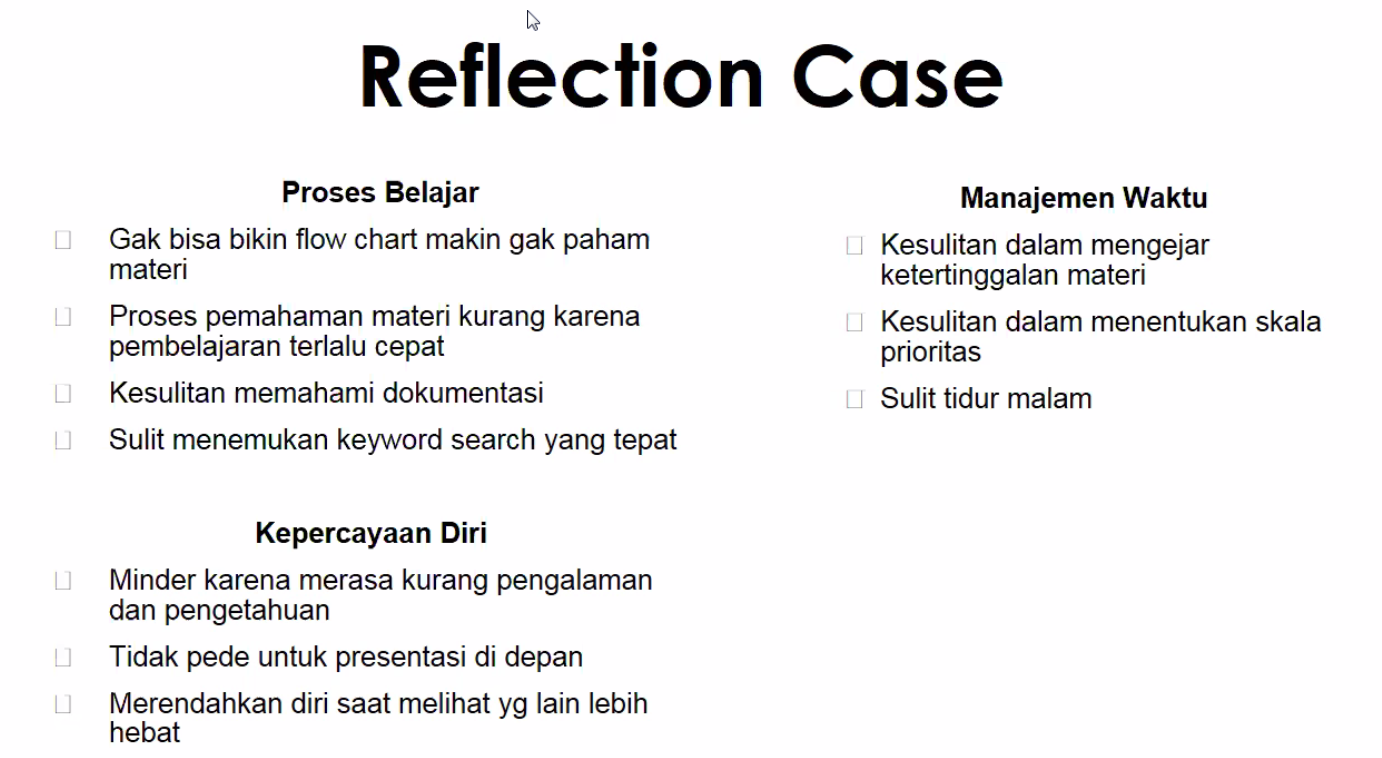 Reflection Case
Proses Belajar
Gak bisa bikin flow chart makin gak paham
materi
Proses pemahaman materi kurang karena
pembelajaran terlalu cepat
Kesulitan memahami dokumentasi
Sulit menemukan keyword search yang tepat
Kepercayaan Diri
Minder karena merasa kurang pengalaman
dan pengetahuan
Tidak pede untuk presentasi di depan
Merendahkan diri saat melihat yg lain lebih
hebat
Manajemen Waktu
Kesulitan dalam mengejar
ketertinggalan materi
Kesulitan dalam menentukan skala
prioritas
Sulit tidur malam